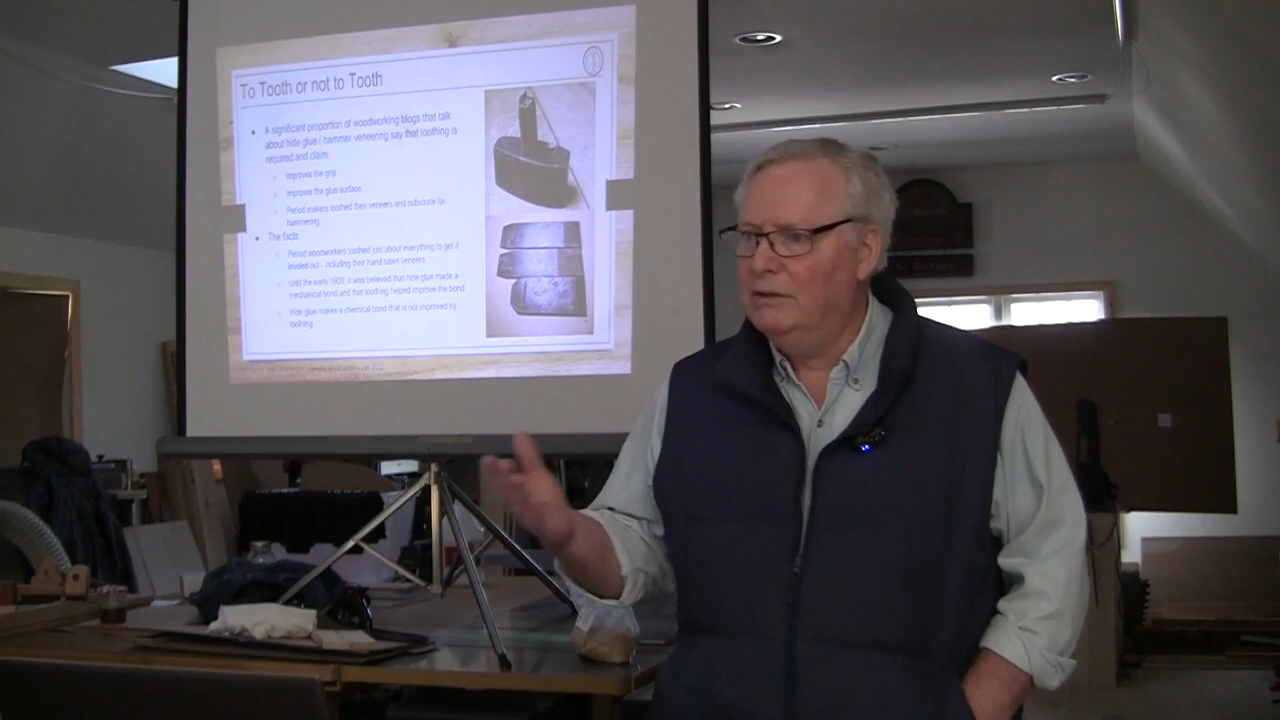 To Tooth or not to Tooth
A significant proportion of woodworking blogs that talk
about hide glue / hammer veneering say that toothing is
required and claim
Improves the grip
Improves the glue surface
Period makers toothed their veneers and substrate for
hammering
The facts
Period woodworkers toothed just about everything to get it
leveled out - including their hand sawn veneers
Until the early 1900, it was believed that hide glue made a
mechanical bond and that toothing helped improve the bond
Hide glue makes a chemical bond that is not improved by
toothing